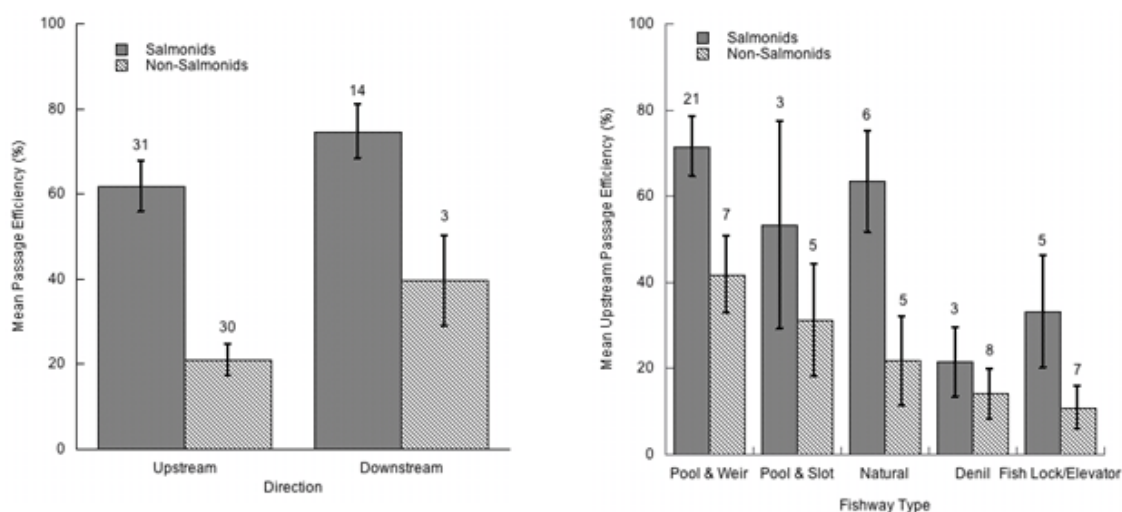 100
80
60
40
20
0
Mean Passage Efficiency (%)
Salmonids
Non-Salmonids
31
30
14
3
Upstream
Downstream
Direction
100
80
60
40
20
0
Mean Upstream Passage Efficiency (%)
Salmonids
Non-Salmonids
21
7
3
5
6
5
3
8
5
7
Pool & Weir
Pool & Slot
Natural
Denil
Fish Lock/Elevator
Fishway Type